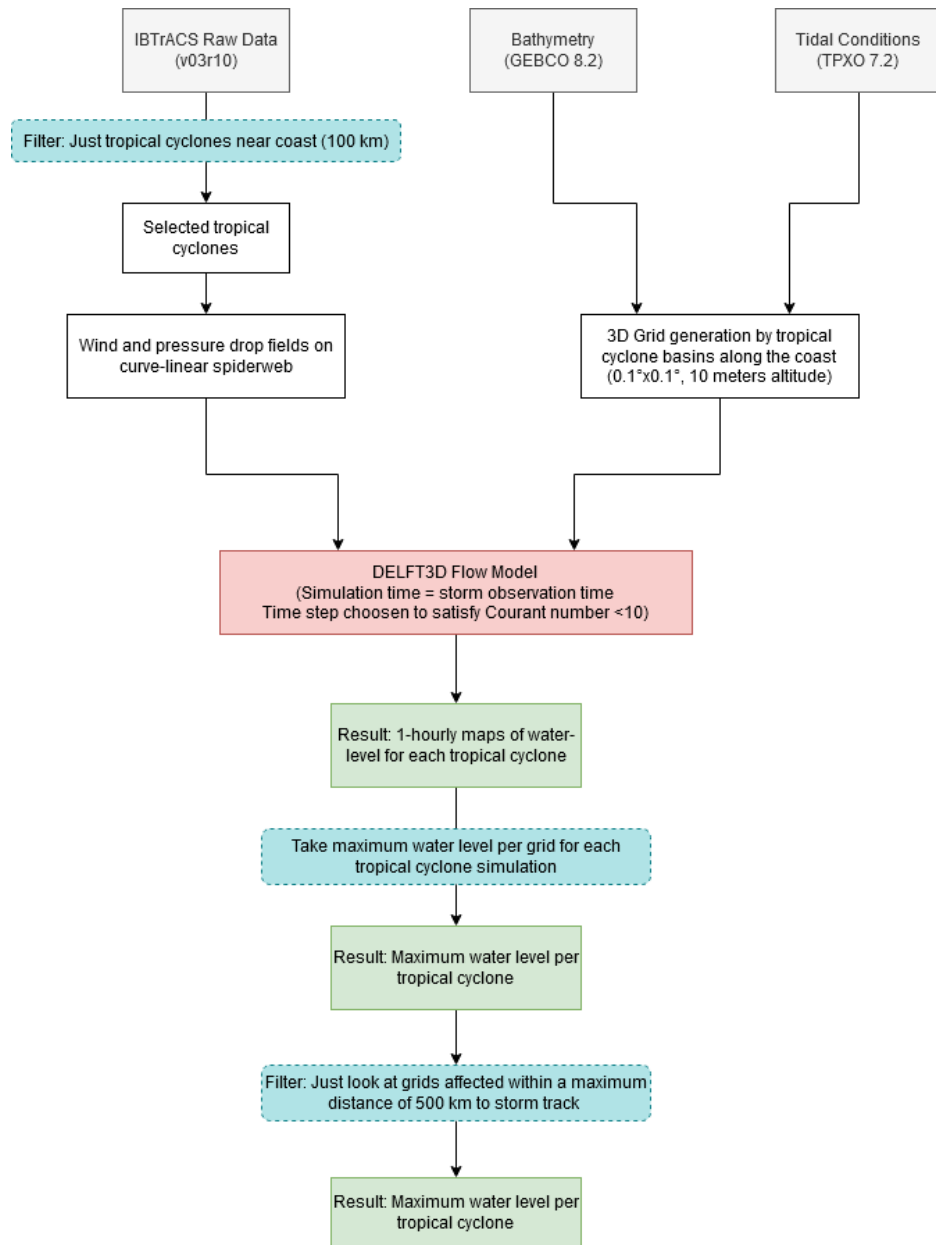 IBTrACS Raw Data
(v03r10)
Bathymetry
(GEBCO 8.2)
Tidal Conditions
(TPXO 7.2)
Filter: Just tropical cyclones near coast (100 km)
Selected tropical
cyclones
Wind and pressure drop fields on
curve-linear spiderweb
3D Grid generation by tropical
cyclone basins along the coast
(0.1°x0.1°, 10 meters altitude)
DELFT3D Flow Model
(Simulation time = storm observation time
Time step choosen to satisfy Courant number <10)
Result: 1-hourly maps of water-
level for each tropical cyclone
Take maximum water level per grid for each
tropical cyclone simulation
Result: Maximum water level per
tropical cyclone
Filter: Just look at grids affected within a maximum
distance of 500 km to storm track
Result: Maximum water level per
tropical cyclone